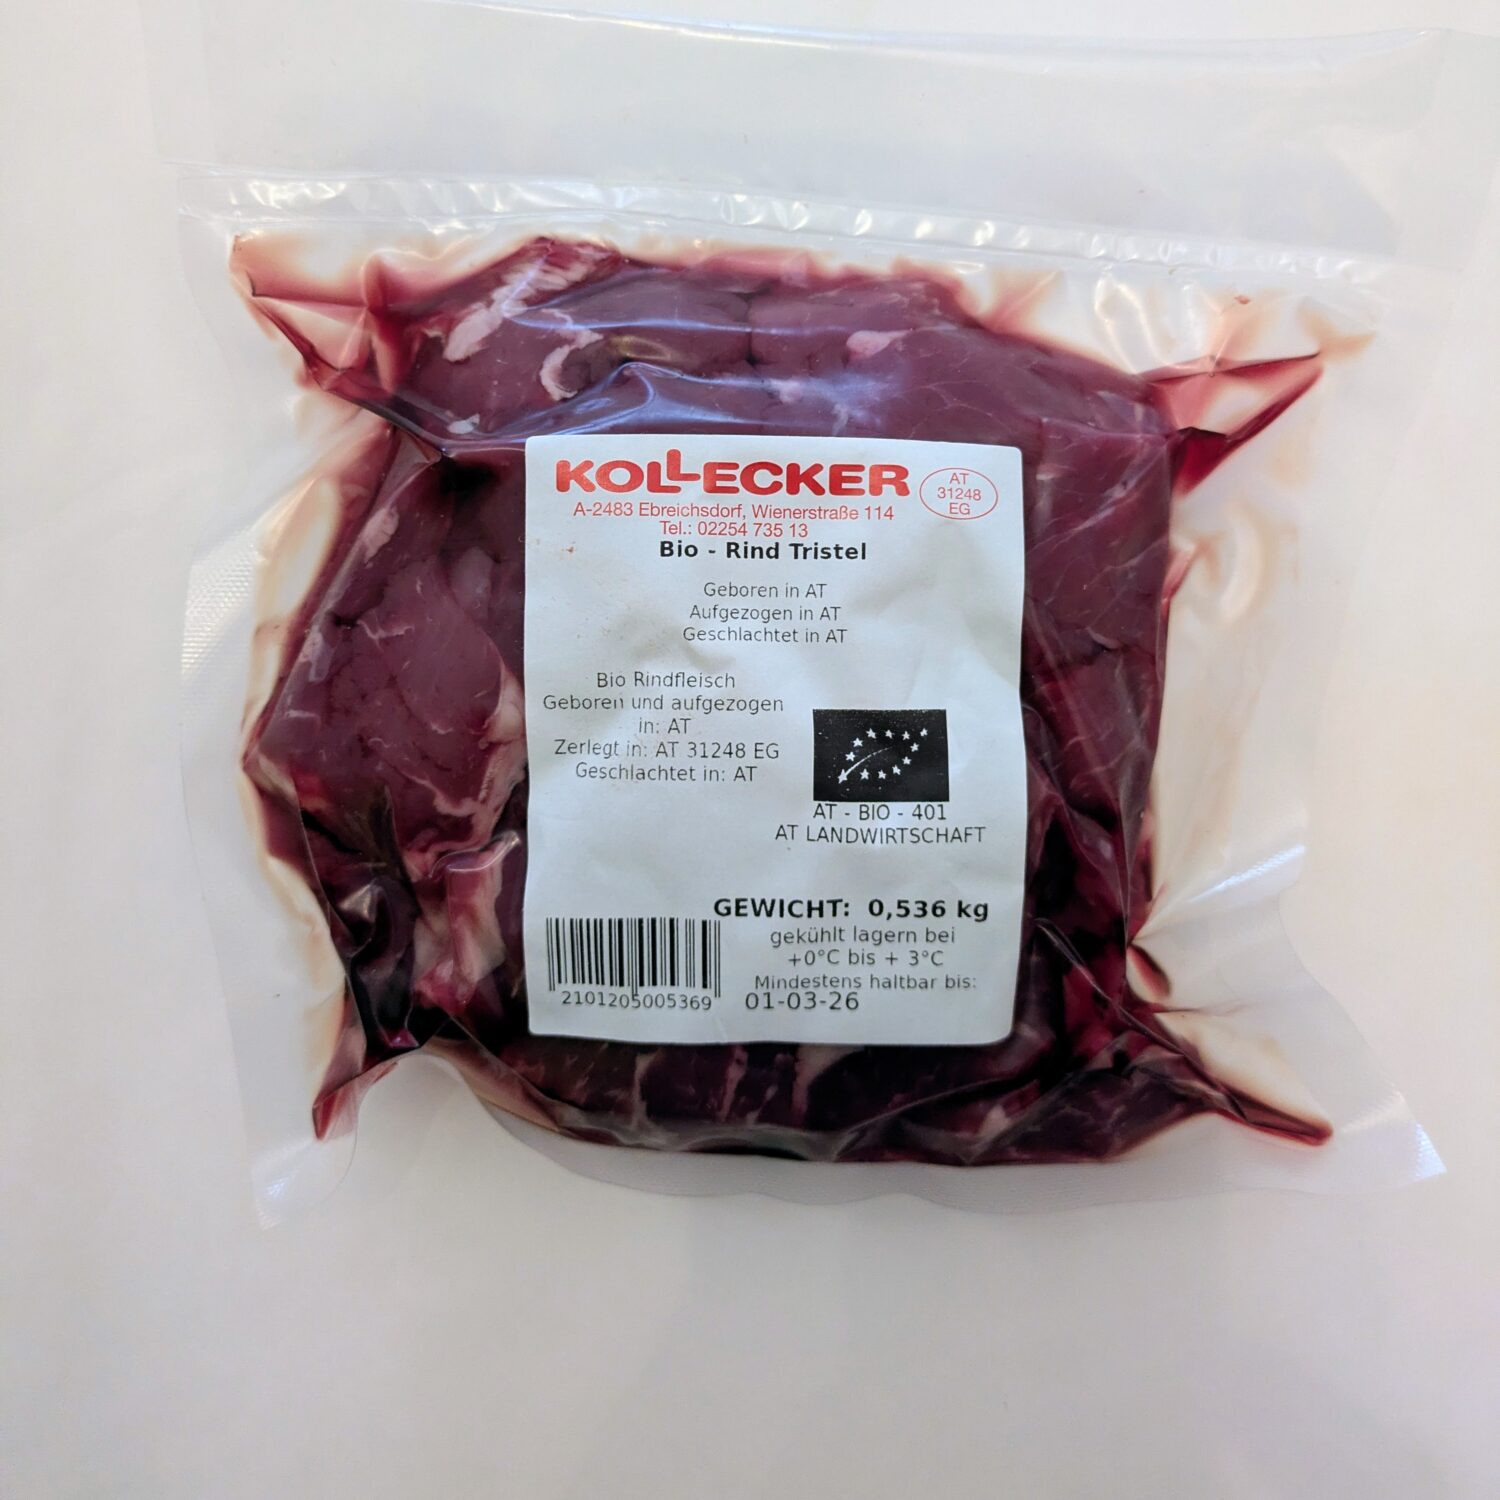 KOLLECKER
AT
31248
EG
A-2483 Ebreichsdorf, Wienerstraße 114
Tel.: 02254 735 13
Bio - Rind Tristel
Geboren in AT
Aufgezogen in AT
Geschlachtet in AT
Bio Rindfleisch
Geboren und aufgezogen
in: AT
Zerlegt in: AT 31248 EG
Geschlachtet in: AT
AT - BIO - 401
AT LANDWIRTSCHAFT
GEWICHT: 0,536 kg
gekühlt lagern bei
+0°C bis + 3°C
Mindestens haltbar bis:
01-03-26
2101205005369